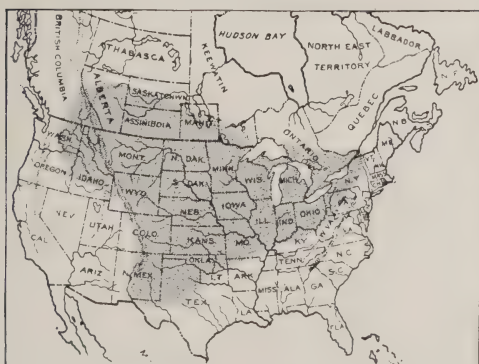 HUDSON BAY
LABRADOR
BRITISH COLUMBIA
ATHABASCA
KEEWATIN
NORTH EAST
TERRITORY
N.F.
ALBERTA
SASKATCHEWN
ASSINIBOIA
MAN.
ONTARIO
QUEBEC
N B
ME
WASH
MONT.
N. DAK.
MINN.
OREGON
IDAHO
S. DAK.
WIS.
MICH.
WYO.
NEB.
IOWA
PA.
NEV
UTAH
COLO.
KANS.
MO.
ILL
IND
OHIO
KY
CAL
ARIZ
N. MEX.
OKLA.
I.T.
ARK
TENN.
N.C
S.C.
TEX.
LA
MISS
ALA
GA
FLA